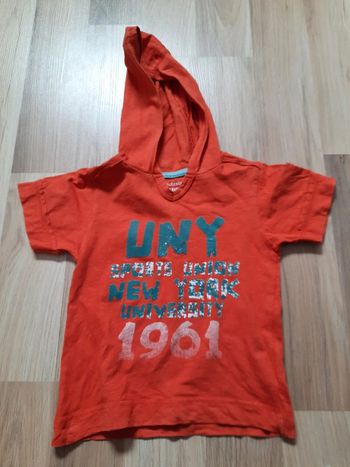 UNY
SPORTS UNION
NEW YORK
UNIVERSITY
1961